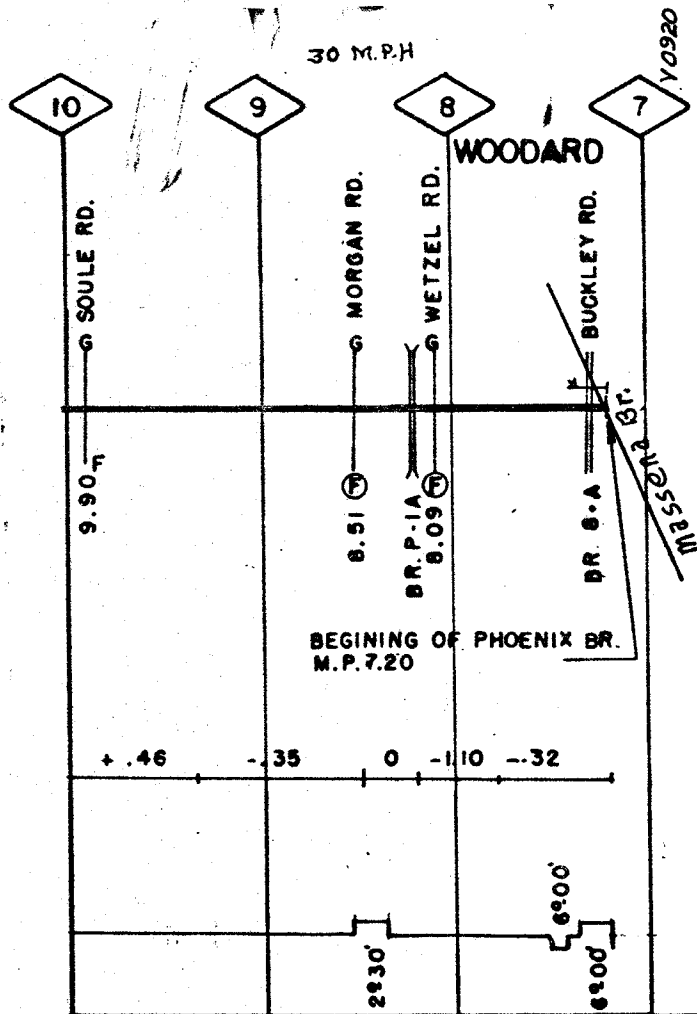 30 M.P.H
Y0920
10
9
8
7
WOODARD
G SOULE RD.
G MORGAN RD.
G WETZEL RD.
BUCKLEY RD.
9.90
8.51 F
BR. P-1A
8.09 F
BR. 8·A
Massena Br.
BEGINING OF PHOENIX BR.
M.P. 7.20
+ .46
-.35
0
-1.10
-.32
2°30'
6°00'
6°00'